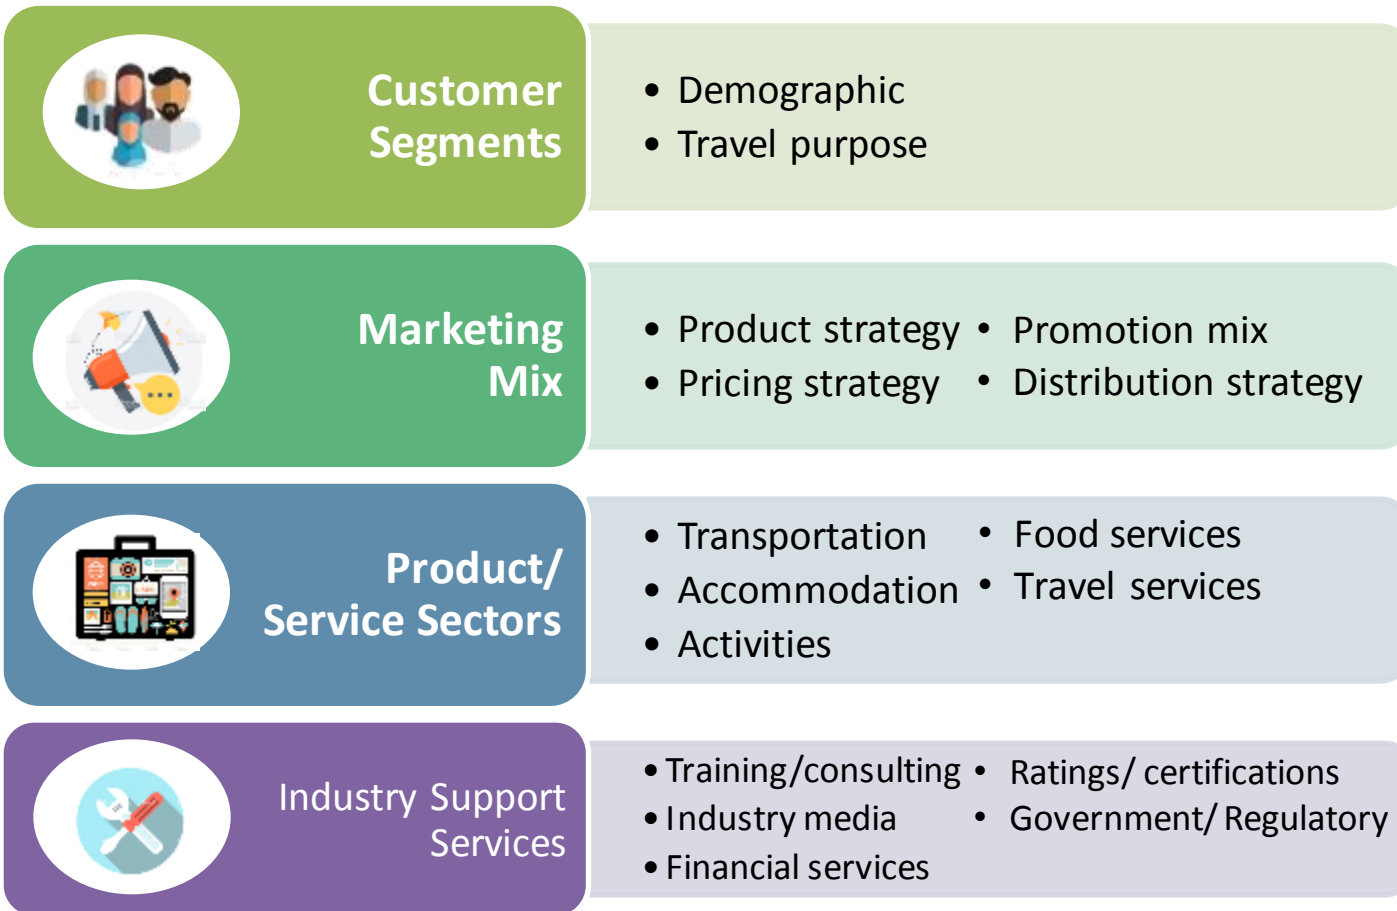 Customer
Segments
• Demographic
• Travel purpose
Marketing
Mix
• Product strategy
• Pricing strategy
• Promotion mix
• Distribution strategy
Product/
Service Sectors
• Transportation
• Accommodation
• Activities
• Food services
• Travel services
Industry Support
Services
• Training/consulting
• Industry media
• Financial services
• Ratings/ certifications
• Government/ Regulatory